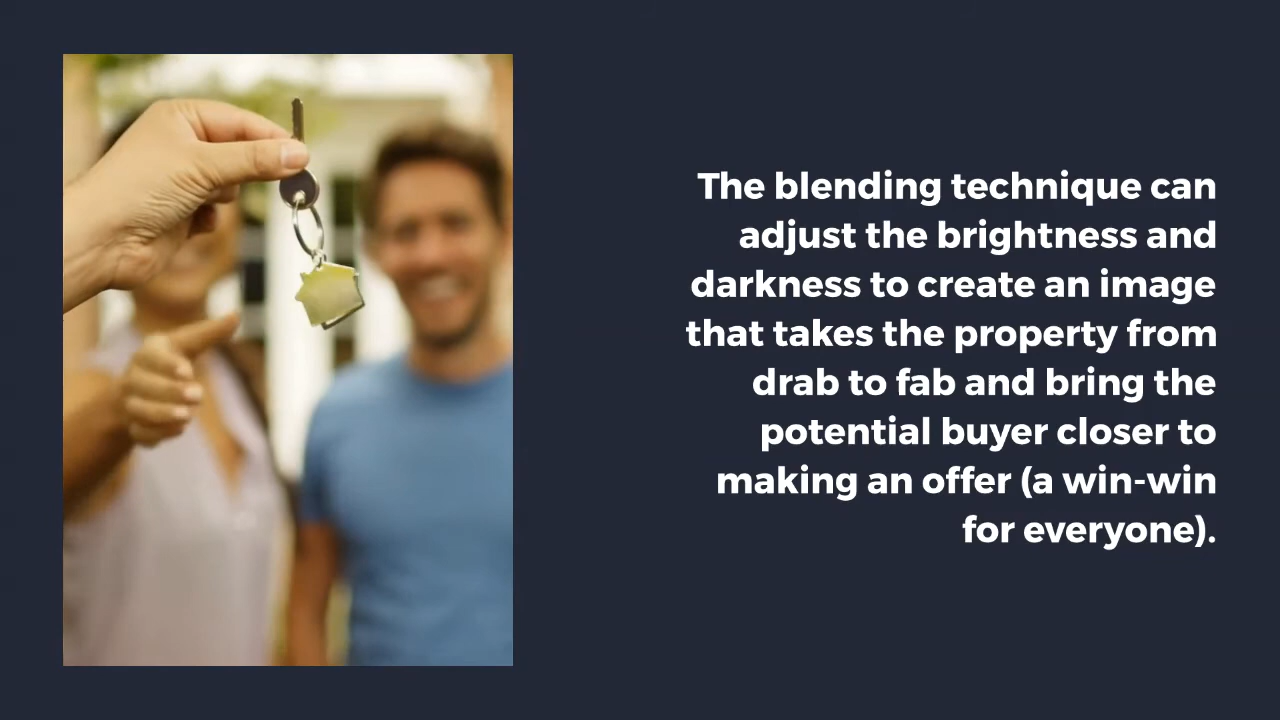 The blending technique can
adjust the brightness and
darkness to create an image
that takes the property from
drab to fab and bring the
potential buyer closer to
making an offer (a win-win
for everyone).